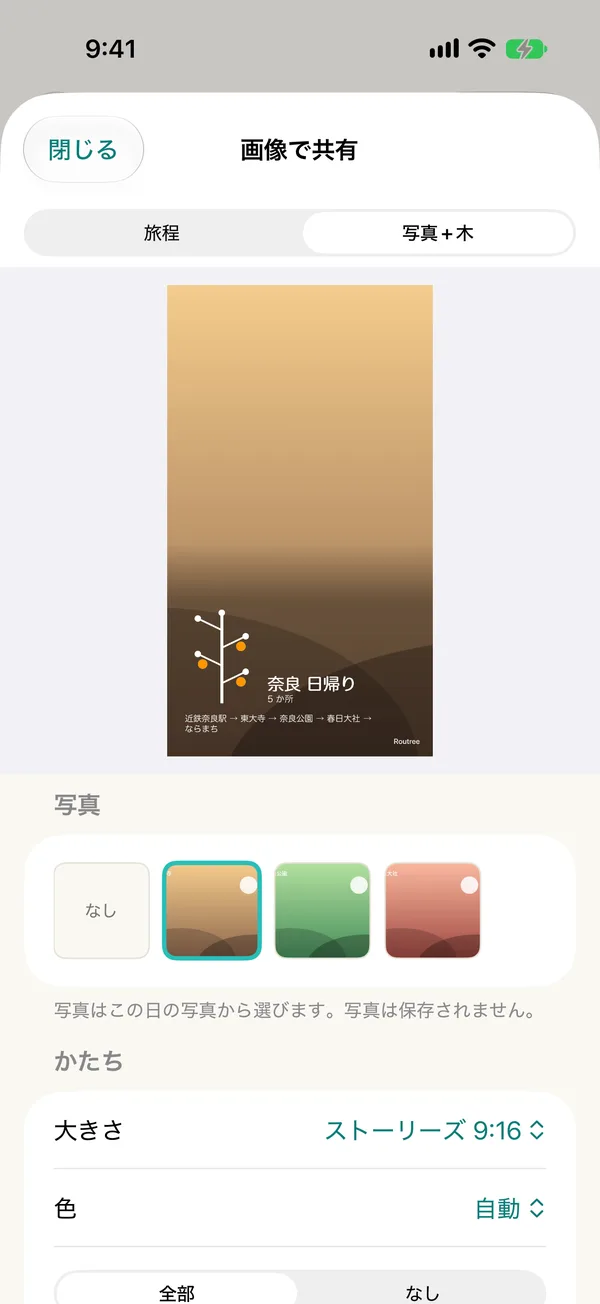 9:41
閉じる
画像で共有
旅程
写真+木
奈良 日帰り
5 か所
近鉄奈良駅 → 東大寺 → 奈良公園 → 春日大社 →
ならまち
Routree
写真
なし
寺
公園
大社
写真はこの日の写真から選びます。写真は保存されません。
かたち
大きさ
ストーリーズ 9:16
色
自動
全部
なし